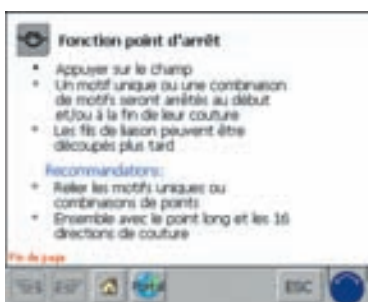 Fonction point d'arrêt
• Appuyer sur le champ
• Un motif unique ou une combinaison
de motifs seront arrêtés au début
et/ou à la fin de leur couture
• Les fils de liaison peuvent être
découpés plus tard
Recommandations:
• Relier les motifs uniques ou
combinaisons de points
• Ensemble avec le point long et les 16
directions de couture
Fin de page
Portal
ESC